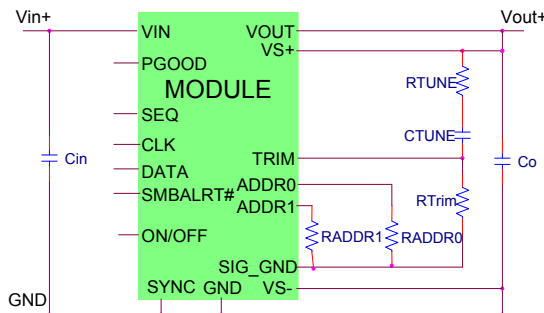 Vin+
Vout+
VIN
VOUT
VS+
PGOOD
MODULE
RTUNE
SEQ
CTUNE
CLK
TRIM
Cin
Co
DATA
ADDR0
SMBALRT#
RTrim
ADDR1
ON/OFF
RADDR1
RADDR0
SIG_GND
GND
SYNC
GND
VS-